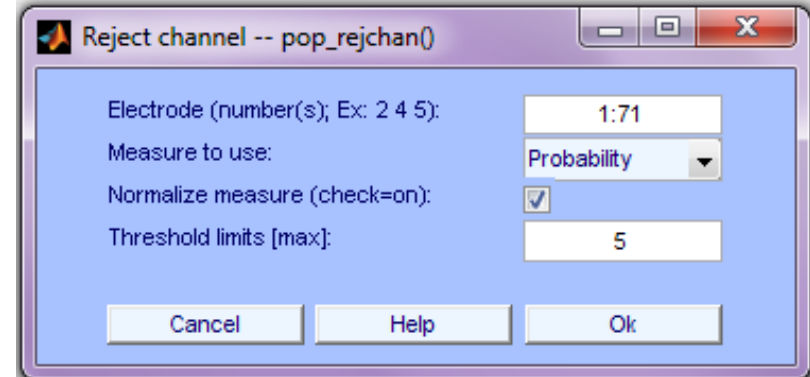 Reject channel -- pop_rejchan()
Electrode (number(s); Ex: 2 4 5): 1:71
Measure to use: Probability
Normalize measure (check=on):
Threshold limits [max]: 5
Cancel Help Ok